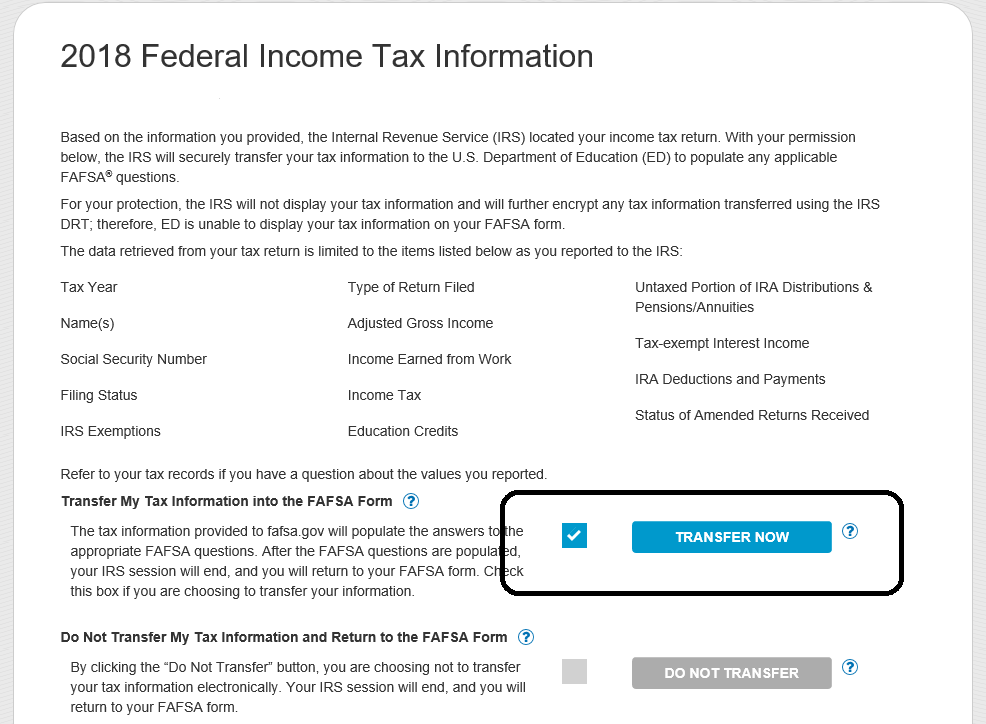 2018 Federal Income Tax Information
Based on the information you provided, the Internal Revenue Service (IRS) located your income tax return. With your permission
below, the IRS will securely transfer your tax information to the U.S. Department of Education (ED) to populate any applicable
FAFSA® questions.
For your protection, the IRS will not display your tax information and will further encrypt any tax information transferred using the IRS
DRT; therefore, ED is unable to display your tax information on your FAFSA form.
The data retrieved from your tax return is limited to the items listed below as you reported to the IRS:
Tax Year
Name(s)
Social Security Number
Filing Status
IRS Exemptions
Type of Return Filed
Adjusted Gross Income
Income Earned from Work
Income Tax
Education Credits
Untaxed Portion of IRA Distributions &
Pensions/Annuities
Tax-exempt Interest Income
IRA Deductions and Payments
Status of Amended Returns Received
Refer to your tax records if you have a question about the values you reported.
Transfer My Tax Information into the FAFSA Form ?
The tax information provided to fafsa.gov will populate the answers to the
appropriate FAFSA questions. After the FAFSA questions are populated,
your IRS session will end, and you will return to your FAFSA form. Check
this box if you are choosing to transfer your information.
TRANSFER NOW ?
Do Not Transfer My Tax Information and Return to the FAFSA Form ?
By clicking the “Do Not Transfer” button, you are choosing not to transfer
your tax information electronically. Your IRS session will end, and you will
return to your FAFSA form.
DO NOT TRANSFER ?